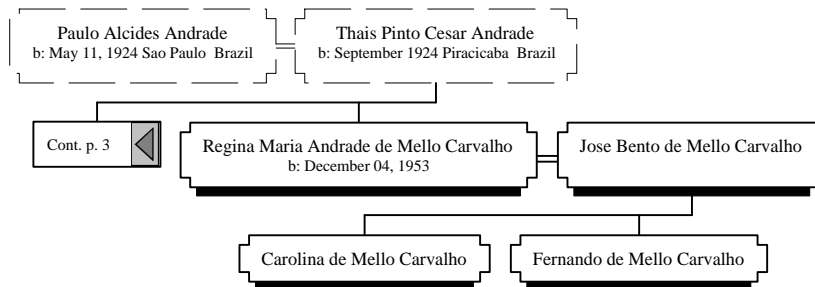 Paulo Alcides Andrade
b: May 11, 1924 Sao Paulo  Brazil
Thais Pinto Cesar Andrade
b: September 1924 Piracicaba  Brazil
Cont. p. 3
Regina Maria Andrade de Mello Carvalho
b: December 04, 1953
Jose Bento de Mello Carvalho
Carolina de Mello Carvalho
Fernando de Mello Carvalho